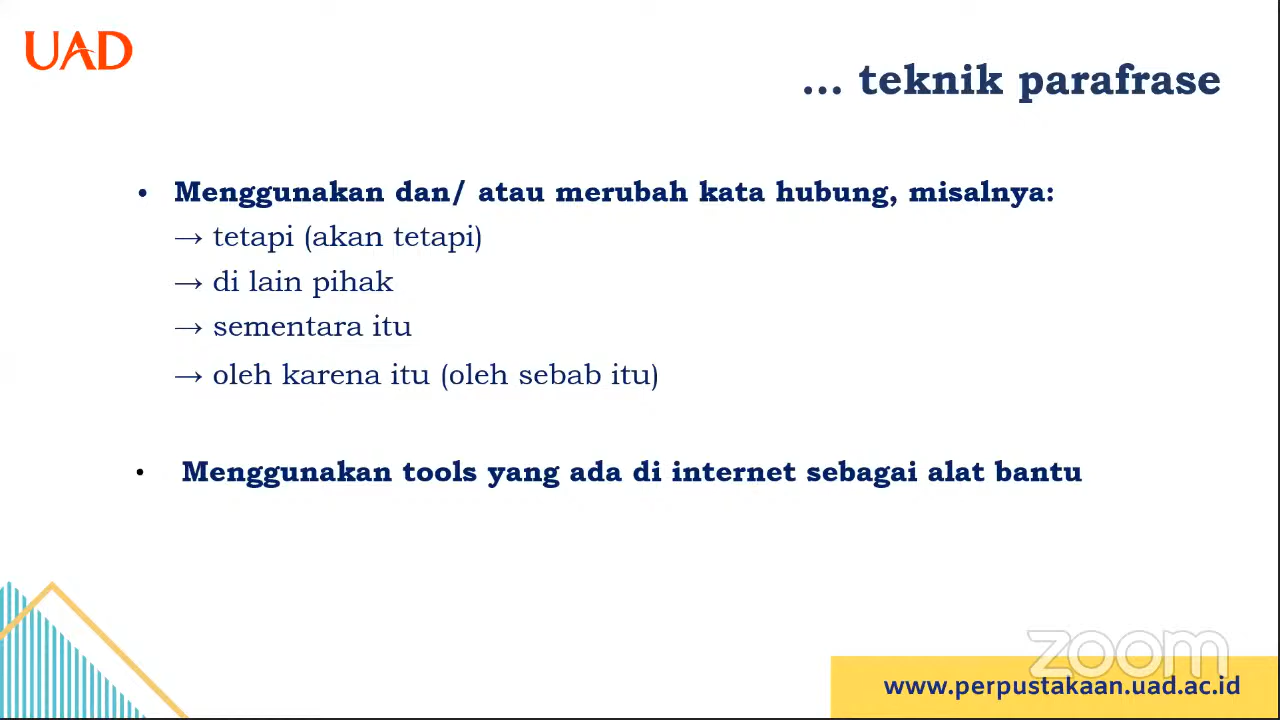 UAD
... teknik parafrase
• Menggunakan dan/ atau merubah kata hubung, misalnya:
→ tetapi (akan tetapi)
→ di lain pihak
→ sementara itu
→ oleh karena itu (oleh sebab itu)
• Menggunakan tools yang ada di internet sebagai alat bantu
zoom
www.perpustakaan.uad.ac.id